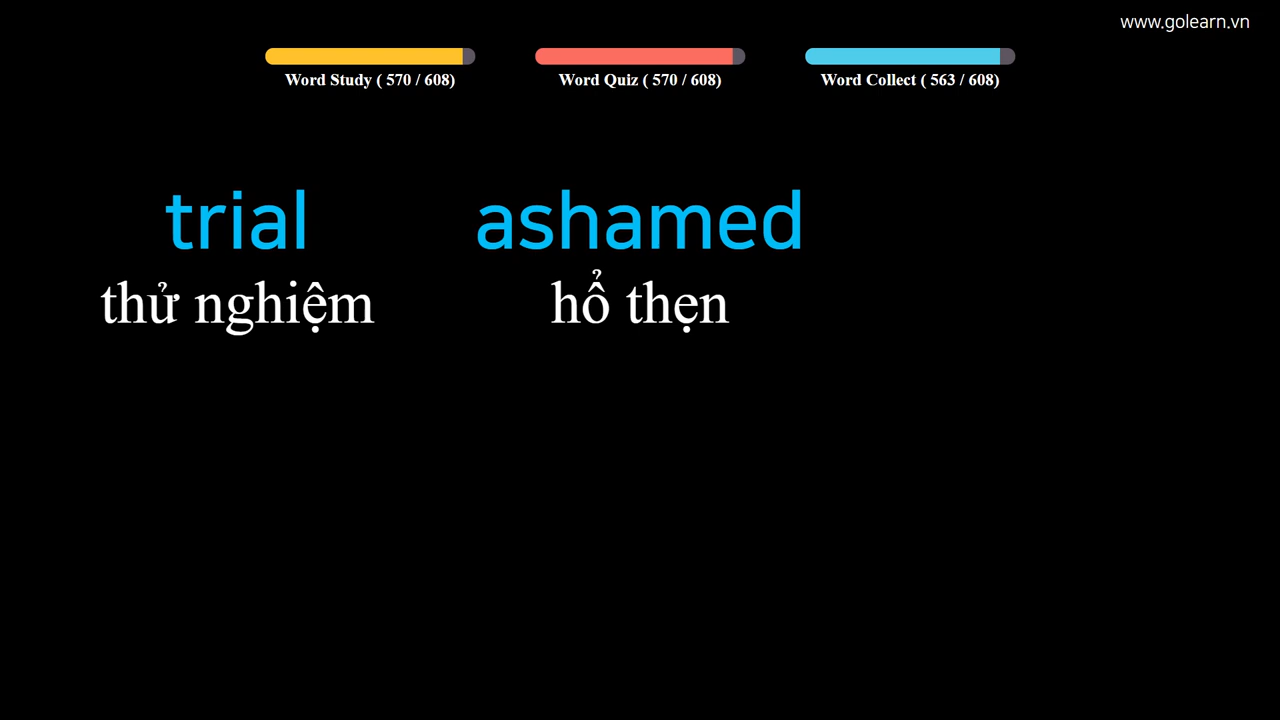 www.golearn.vn
Word Study ( 570 / 608)
Word Quiz ( 570 / 608)
Word Collect ( 563 / 608)
trial
thử nghiệm
ashamed
hổ thẹn